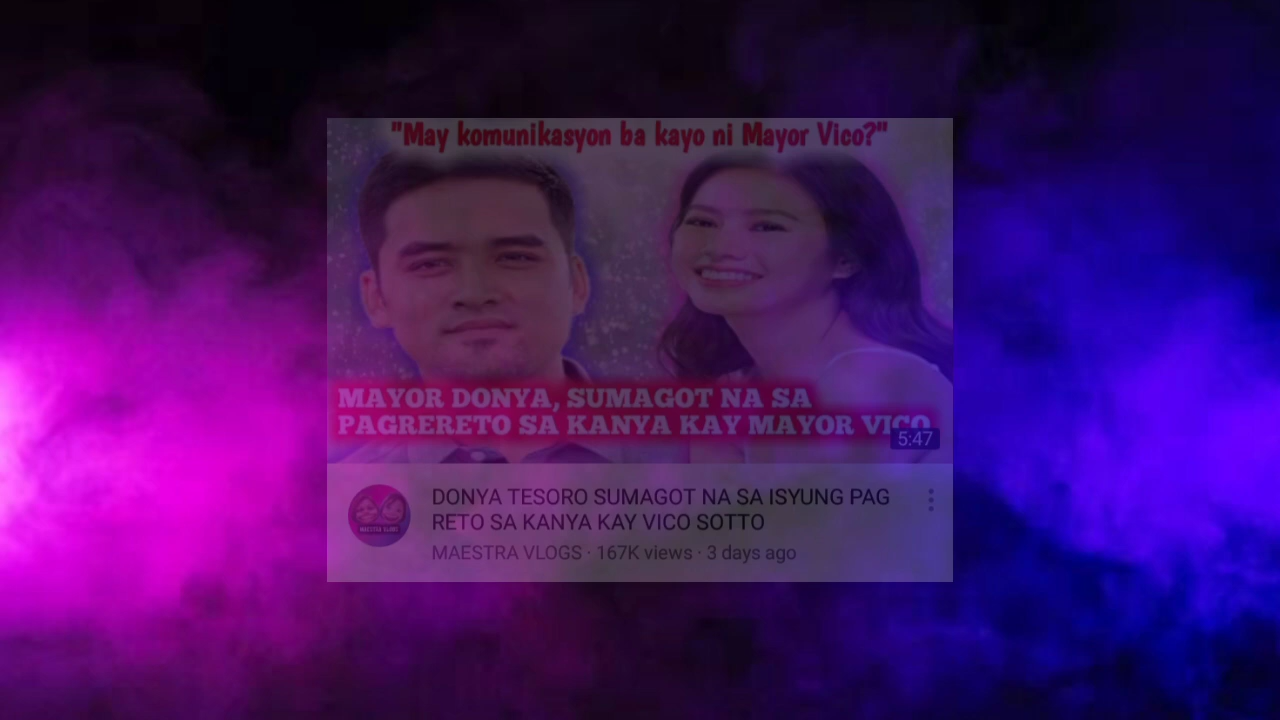 "May komunikasyon ba kayo ni Mayor Vico?"
MAYOR DONYA, SUMAGOT NA SA
PAGRERETO SA KANYA KAY MAYOR VICO
5:47
DONYA TESORO SUMAGOT NA SA ISYUNG PAG
RETO SA KANYA KAY VICO SOTTO
MAESTRA VLOGS
MAESTRA VLOGS · 167K views · 3 days ago